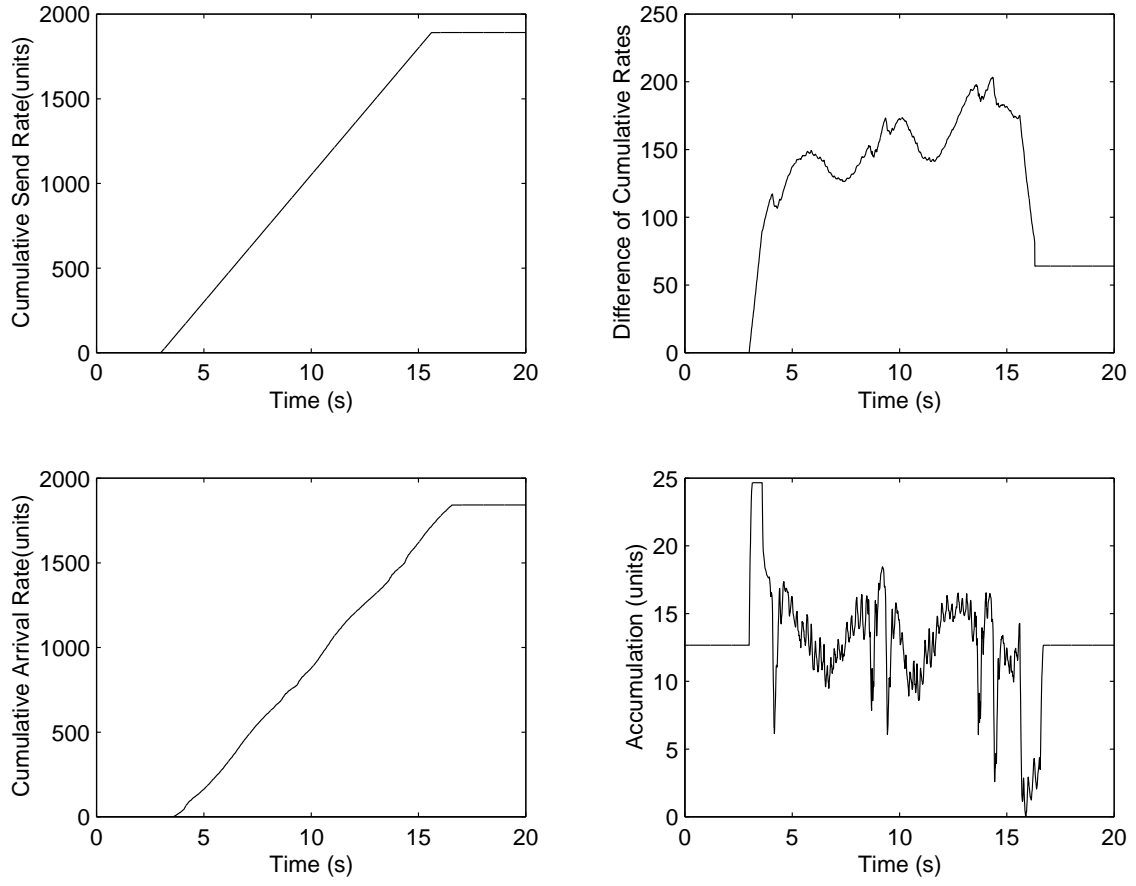 2000
1500
1000
500
0
Cumulative Send Rate(units)
0 5 10 15 20
Time (s)
250
200
150
100
50
0
Difference of Cumulative Rates
0 5 10 15 20
Time (s)
2000
1500
1000
500
0
Cumulative Arrival Rate(units)
0 5 10 15 20
Time (s)
25
20
15
10
5
0
Accumulation (units)
0 5 10 15 20
Time (s)